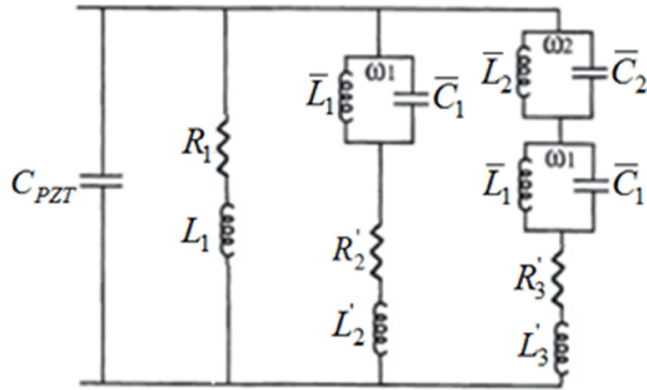 C_PZT
R_1
L_1
L̅_1
ω1
C̅_1
R'_2
L'_2
L̅_2
ω2
C̅_2
L̅_1
ω1
C̅_1
R'_3
L'_3